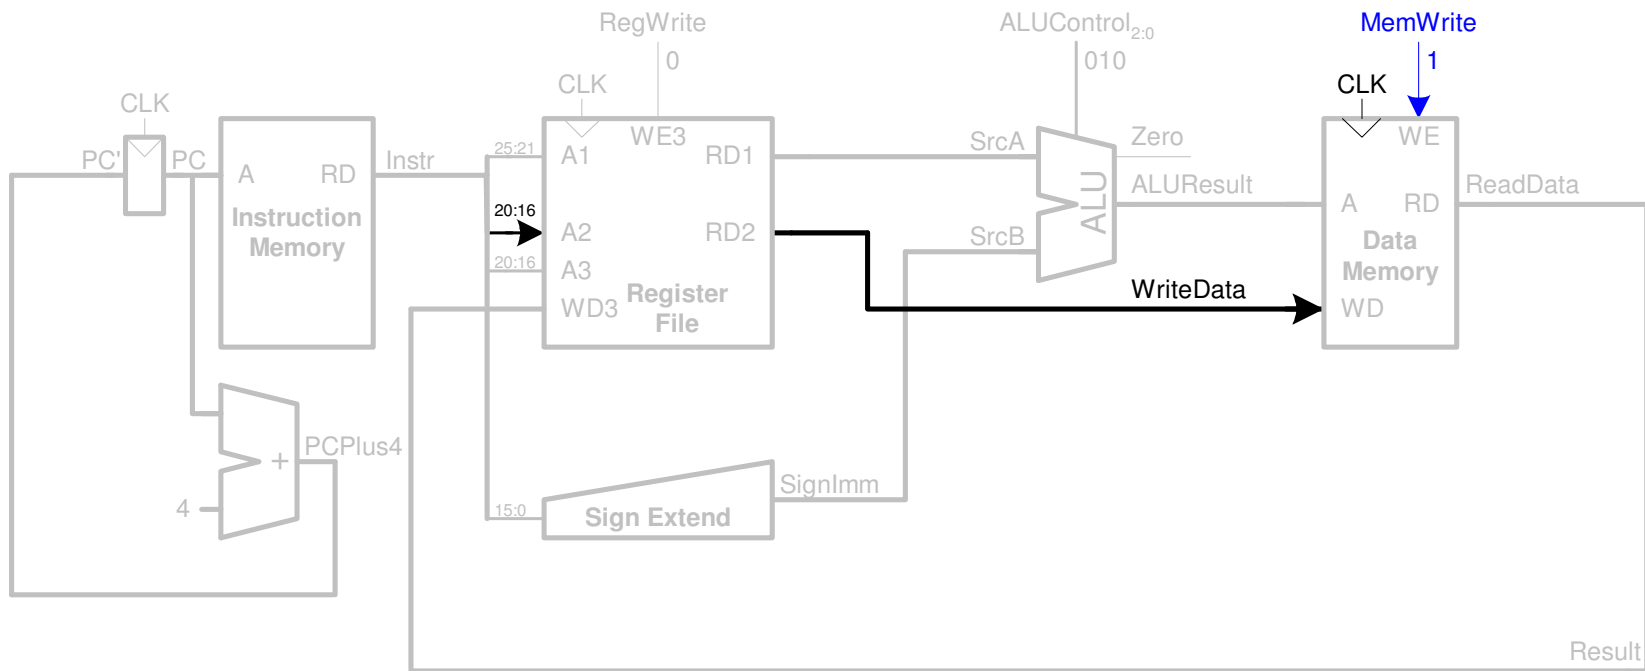 RegWrite
ALUControl2:0
MemWrite
0
010
1
CLK
CLK
CLK
PC'
PC
A
RD
Instr
Instruction
Memory
25:21
A1
WE3
RD1
20:16
A2
RD2
20:16
A3
WD3
Register
File
SrcA
SrcB
ALU
Zero
ALUResult
WriteData
WE
A
RD
ReadData
Data
Memory
WD
PCPlus4
+
4
15:0
Sign Extend
SignImm
Result